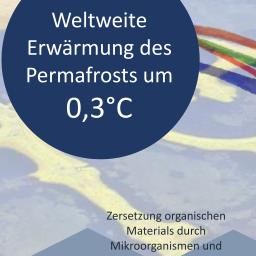 Weltweite
Erwärmung des
Permafrosts um
0,3°C
Zersetzung organischen
Materials durch
Mikroorganismen und